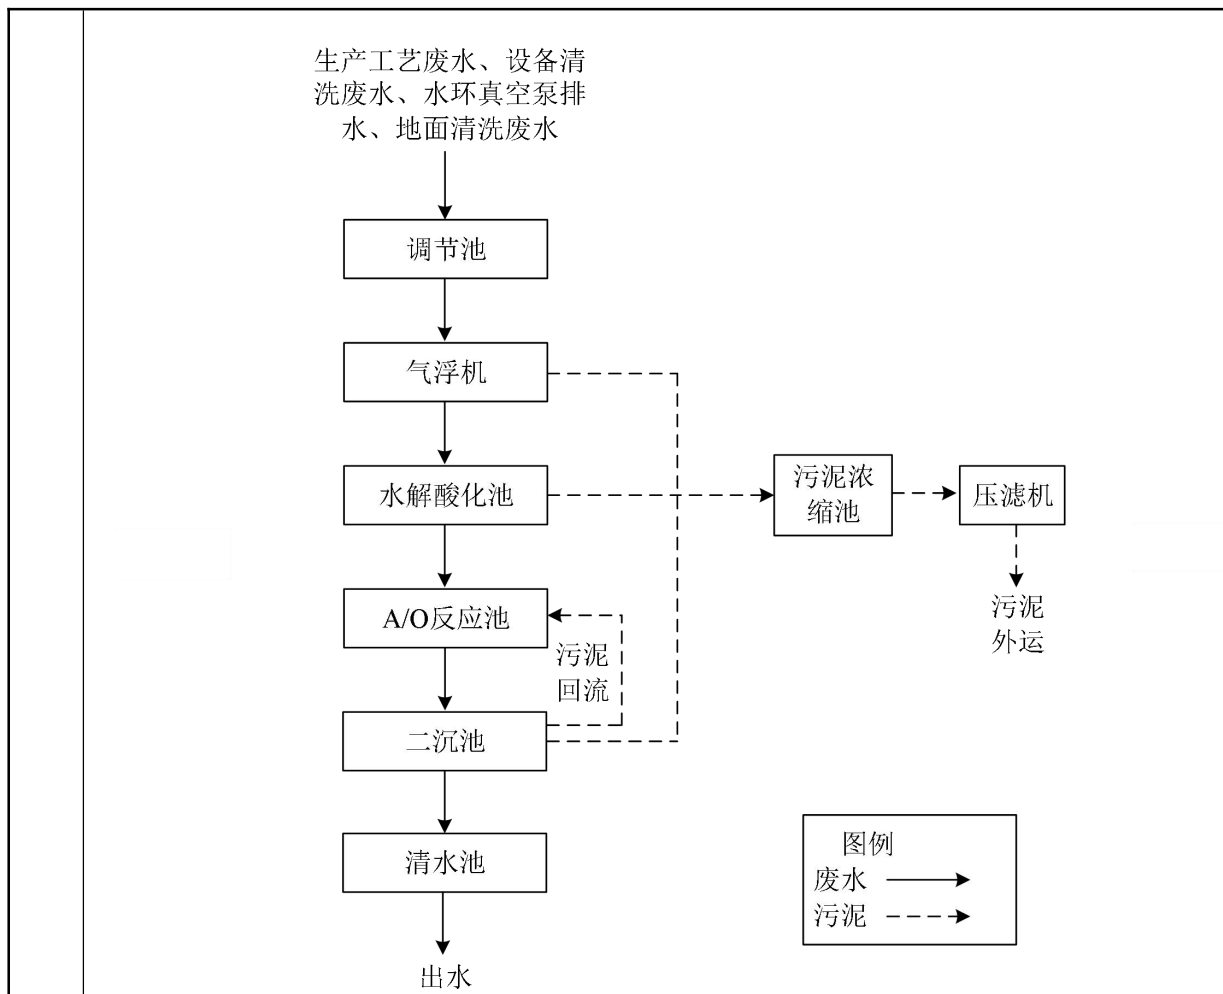 生产工艺废水、设备清
洗废水、水环真空泵排
水、地面清洗废水
调节池
气浮机
水解酸化池
污泥浓
缩池
压滤机
污泥
外运
A/O反应池
污泥
回流
二沉池
清水池
出水
图例
废水
污泥